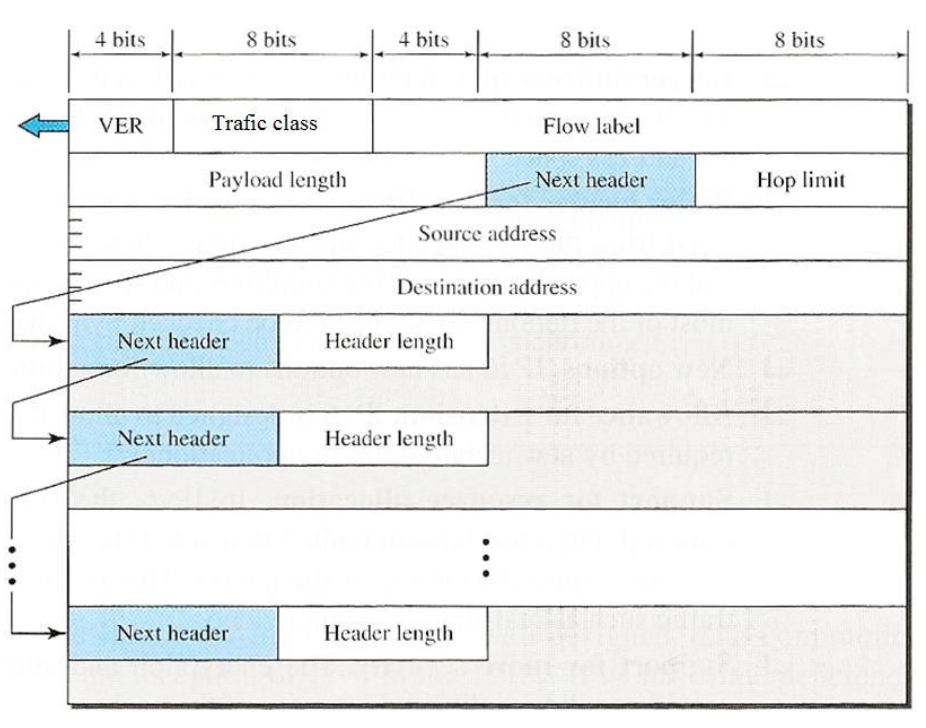 4 bits 8 bits 4 bits 8 bits 8 bits
VER Trafic class Flow label
Payload length Next header Hop limit
Source address
Destination address
Next header Header length
Next header Header length
Next header Header length